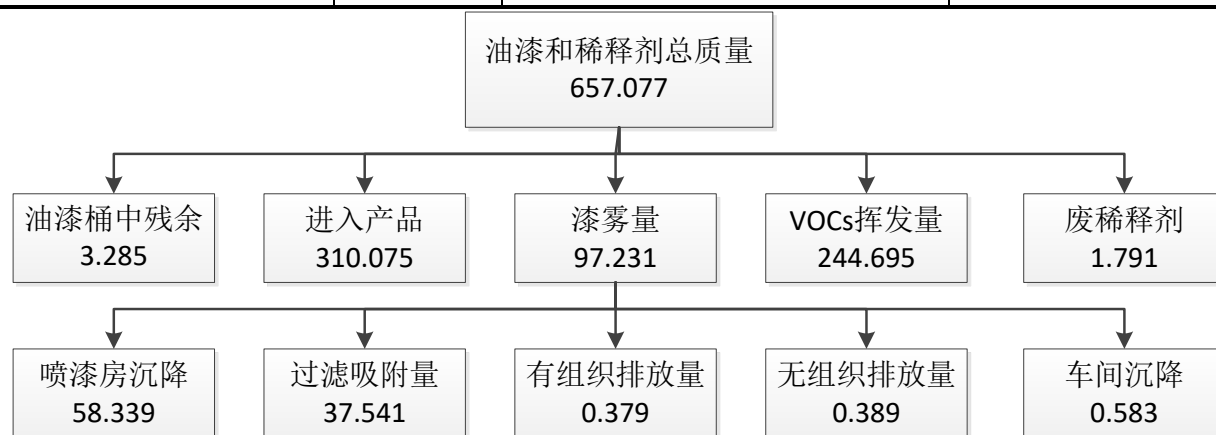 油漆和稀释剂总质量
657.077
油漆桶中残余
3.285
进入产品
310.075
漆雾量
97.231
VOCs挥发量
244.695
废稀释剂
1.791
喷漆房沉降
58.339
过滤吸附量
37.541
有组织排放量
0.379
无组织排放量
0.389
车间沉降
0.583